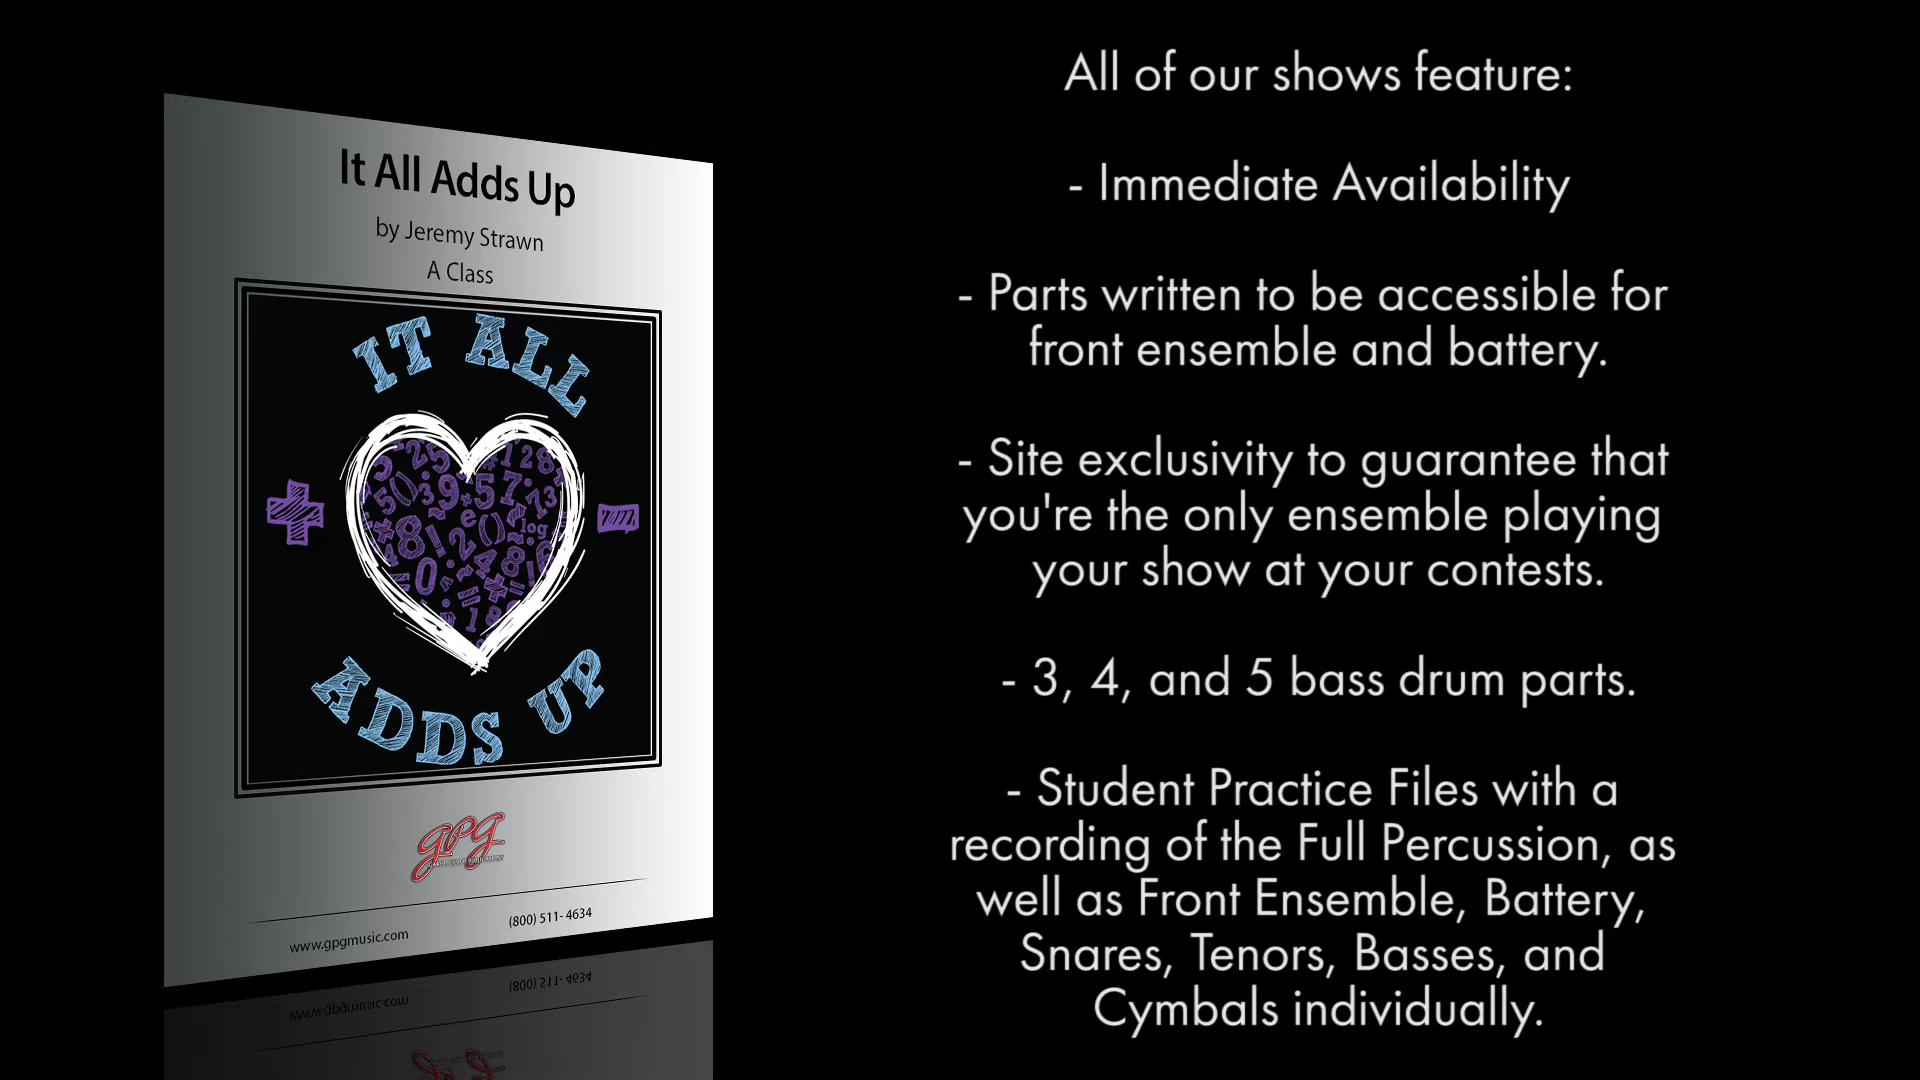 It All Adds Up
by Jeremy Strawn
A Class
IT ALL
ADDS UP
gpg
www.gpgmusic.com
(800) 511- 4634
All of our shows feature:
- Immediate Availability
- Parts written to be accessible for
front ensemble and battery.
- Site exclusivity to guarantee that
you're the only ensemble playing
your show at your contests.
- 3, 4, and 5 bass drum parts.
- Student Practice Files with a
recording of the Full Percussion, as
well as Front Ensemble, Battery,
Snares, Tenors, Basses, and
Cymbals individually.